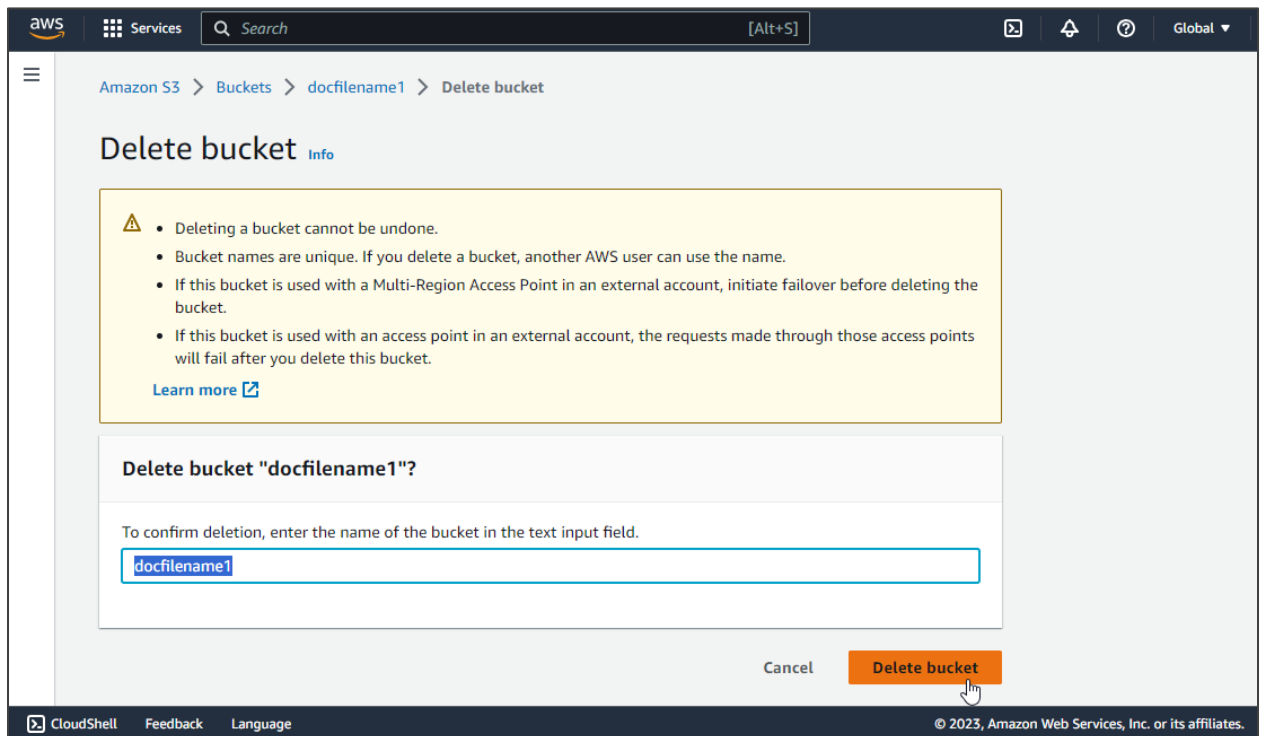 aws Services Search [Alt+S] Global ▼
Amazon S3 > Buckets > docfilename1 > Delete bucket
Delete bucket Info
• Deleting a bucket cannot be undone.
• Bucket names are unique. If you delete a bucket, another AWS user can use the name.
• If this bucket is used with a Multi-Region Access Point in an external account, initiate failover before deleting the
bucket.
• If this bucket is used with an access point in an external account, the requests made through those access points
will fail after you delete this bucket.
Learn more
Delete bucket "docfilename1"?
To confirm deletion, enter the name of the bucket in the text input field.
docfilename1
Cancel Delete bucket
CloudShell Feedback Language © 2023, Amazon Web Services, Inc. or its affiliates.